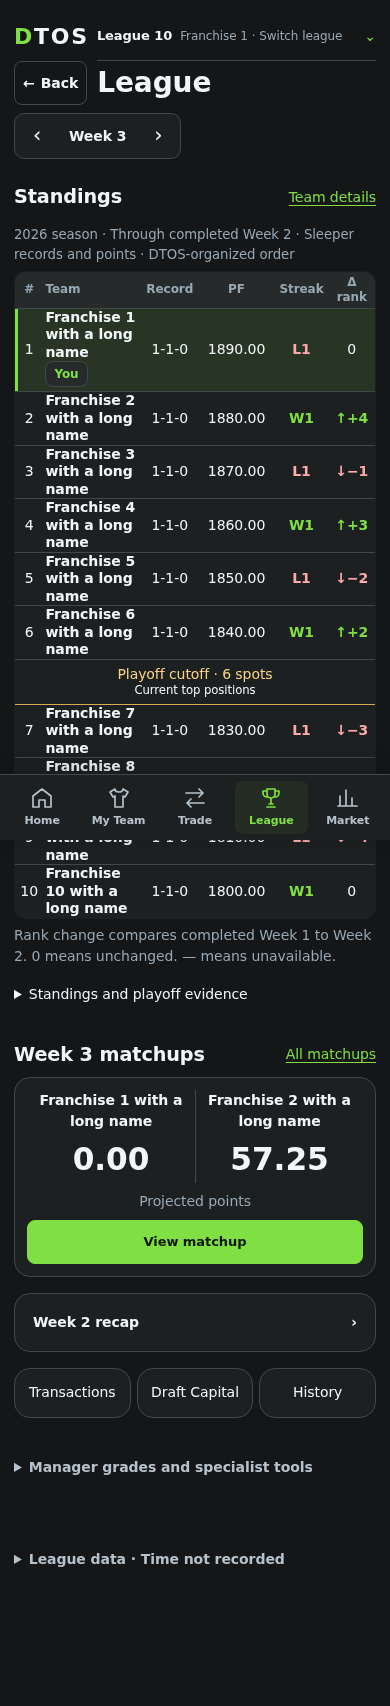 DTOS League 10 Franchise 1 · Switch league ⌄
← Back League
‹ Week 3 ›
Standings Team details
2026 season · Through completed Week 2 · Sleeper
records and points · DTOS-organized order
# Team Record PF Streak Δ rank
Franchise 1
with a long
name
You
1 1-1-0 1890.00 L1 0
Franchise 2
with a long
name
2 1-1-0 1880.00 W1 ↑+4
Franchise 3
with a long
name
3 1-1-0 1870.00 L1 ↓−1
Franchise 4
with a long
name
4 1-1-0 1860.00 W1 ↑+3
Franchise 5
with a long
name
5 1-1-0 1850.00 L1 ↓−2
Franchise 6
with a long
name
6 1-1-0 1840.00 W1 ↑+2
Playoff cutoff · 6 spots
Current top positions
Franchise 7
with a long
name
7 1-1-0 1830.00 L1 ↓−3
Franchise 8
Home My Team Trade League Market
with a long
name
Franchise
10 with a
long name
10 1-1-0 1800.00 W1 0
Rank change compares completed Week 1 to Week
2. 0 means unchanged. — means unavailable.
▶ Standings and playoff evidence
Week 3 matchups All matchups
Franchise 1 with a
long name
Franchise 2 with a
long name
0.00 57.25
Projected points
View matchup
Week 2 recap ›
Transactions Draft Capital History
▶ Manager grades and specialist tools
▶ League data · Time not recorded